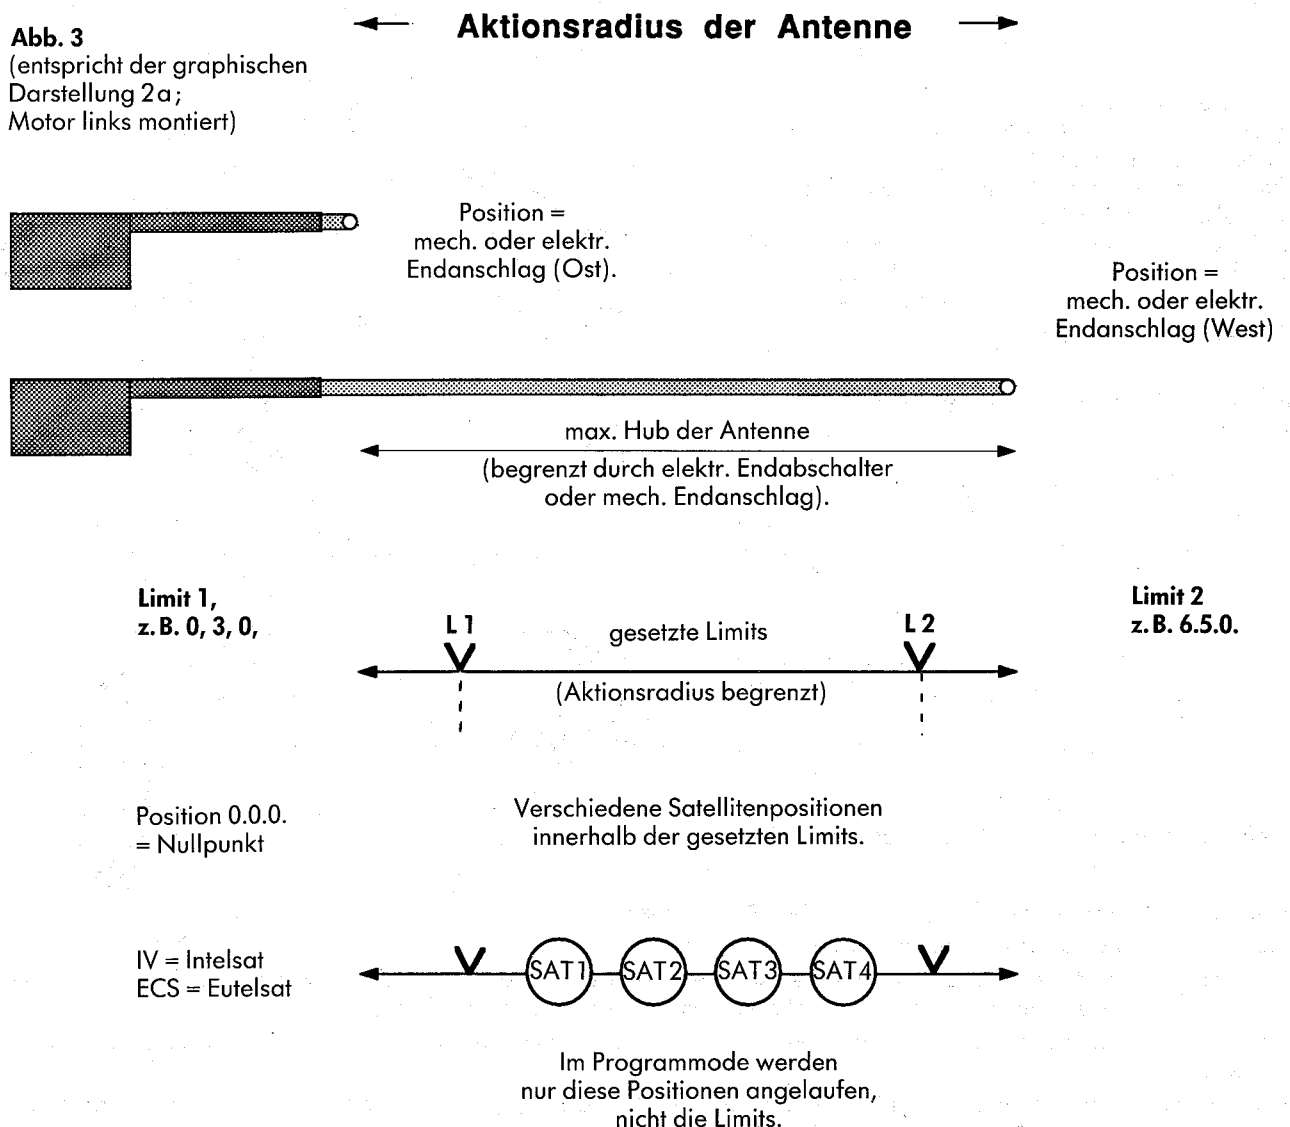 Aktionsradius der Antenne
Abb. 3
(entspricht der graphischen
Darstellung 2a;
Motor links montiert)
Position =
mech. oder elektr.
Endanschlag (Ost).
Position =
mech. oder elektr.
Endanschlag (West)
max. Hub der Antenne
(begrenzt durch elektr. Endabschalter
oder mech. Endanschlag).
Limit 1,
z. B. 0, 3, 0,
L 1
gesetzte Limits
L 2
Limit 2
z. B. 6.5.0.
(Aktionsradius begrenzt)
Position 0.0.0.
= Nullpunkt
Verschiedene Satellitenpositionen
innerhalb der gesetzten Limits.
IV = Intelsat
ECS = Eutelsat
SAT1
SAT2
SAT3
SAT4
Im Programmode werden
nur diese Positionen angelaufen,
nicht die Limits.